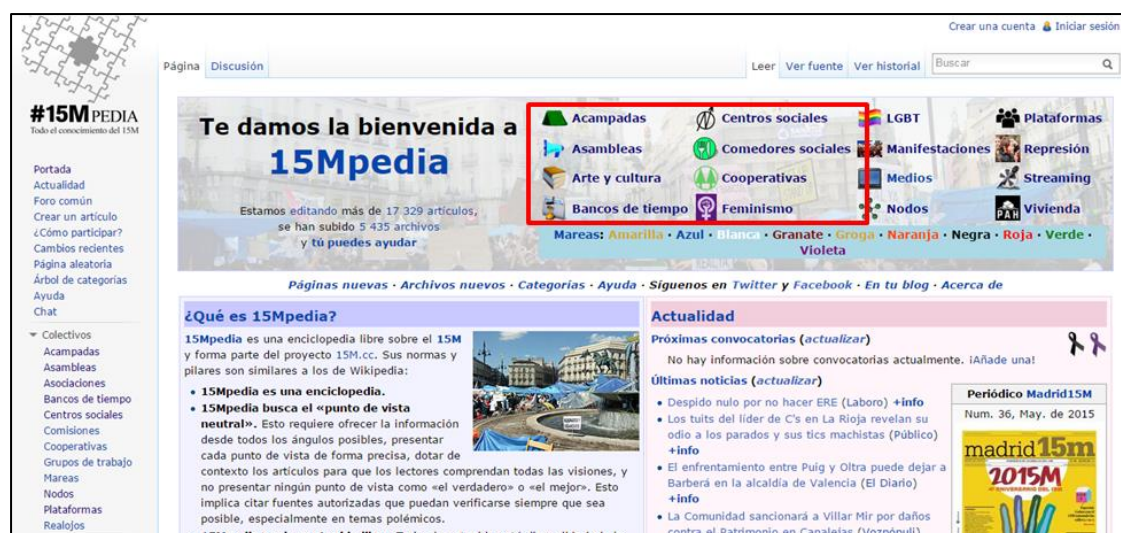 Crear una cuenta Iniciar sesión
Página Discusión Leer Ver fuente Ver historial Buscar
#15M PEDIA
Todo el conocimiento del 15M
Portada
Actualidad
Foro común
Crear un artículo
¿Cómo participar?
Cambios recientes
Página aleatoria
Árbol de categorías
Ayuda
Chat
Colectivos
Acampadas
Asambleas
Asociaciones
Bancos de tiempo
Centros sociales
Comisiones
Cooperativas
Grupos de trabajo
Mareas
Nodos
Plataformas
Realojos
Te damos la bienvenida a
15Mpedia
Estamos editando más de 17 329 artículos,
se han subido 5 435 archivos
y tú puedes ayudar
Acampadas Centros sociales LGBT Plataformas
Asambleas Comedores sociales Manifestaciones Represión
Arte y cultura Cooperativas Medios Streaming
Bancos de tiempo Feminismo Nodos PAH Vivienda
Mareas: Amarilla · Azul · Blanca · Granate · Groga · Naranja · Negra · Roja · Verde ·
Violeta
Páginas nuevas · Archivos nuevos · Categorías · Ayuda · Síguenos en Twitter y Facebook · En tu blog · Acerca de
¿Qué es 15Mpedia?
15Mpedia es una enciclopedia libre sobre el 15M
y forma parte del proyecto 15M.cc. Sus normas y
pilares son similares a los de Wikipedia:
• 15Mpedia es una enciclopedia.
• 15Mpedia busca el «punto de vista
neutral». Esto requiere ofrecer la información
desde todos los ángulos posibles, presentar
cada punto de vista de forma precisa, dotar de
contexto los artículos para que los lectores comprendan todas las visiones, y
no presentar ningún punto de vista como «el verdadero» o «el mejor». Esto
implica citar fuentes autorizadas que puedan verificarse siempre que sea
posible, especialmente en temas polémicos.
Actualidad
Próximas convocatorias (actualizar)
No hay información sobre convocatorias actualmente. ¡Añade una!
Últimas noticias (actualizar)
• Despido nulo por no hacer ERE (Laboro) +info
• Los tuits del líder de C's en La Rioja revelan su
odio a los parados y sus tics machistas (Público)
+info
• El enfrentamiento entre Puig y Oltra puede dejar a
Barberá en la alcaldía de Valencia (El Diario)
+info
• La Comunidad sancionará a Villar Mir por daños
contra el Patrimonio en Canalejas (Vozpópuli)
Periódico Madrid15M
Num. 36, May. de 2015
madrid 15m
2015M